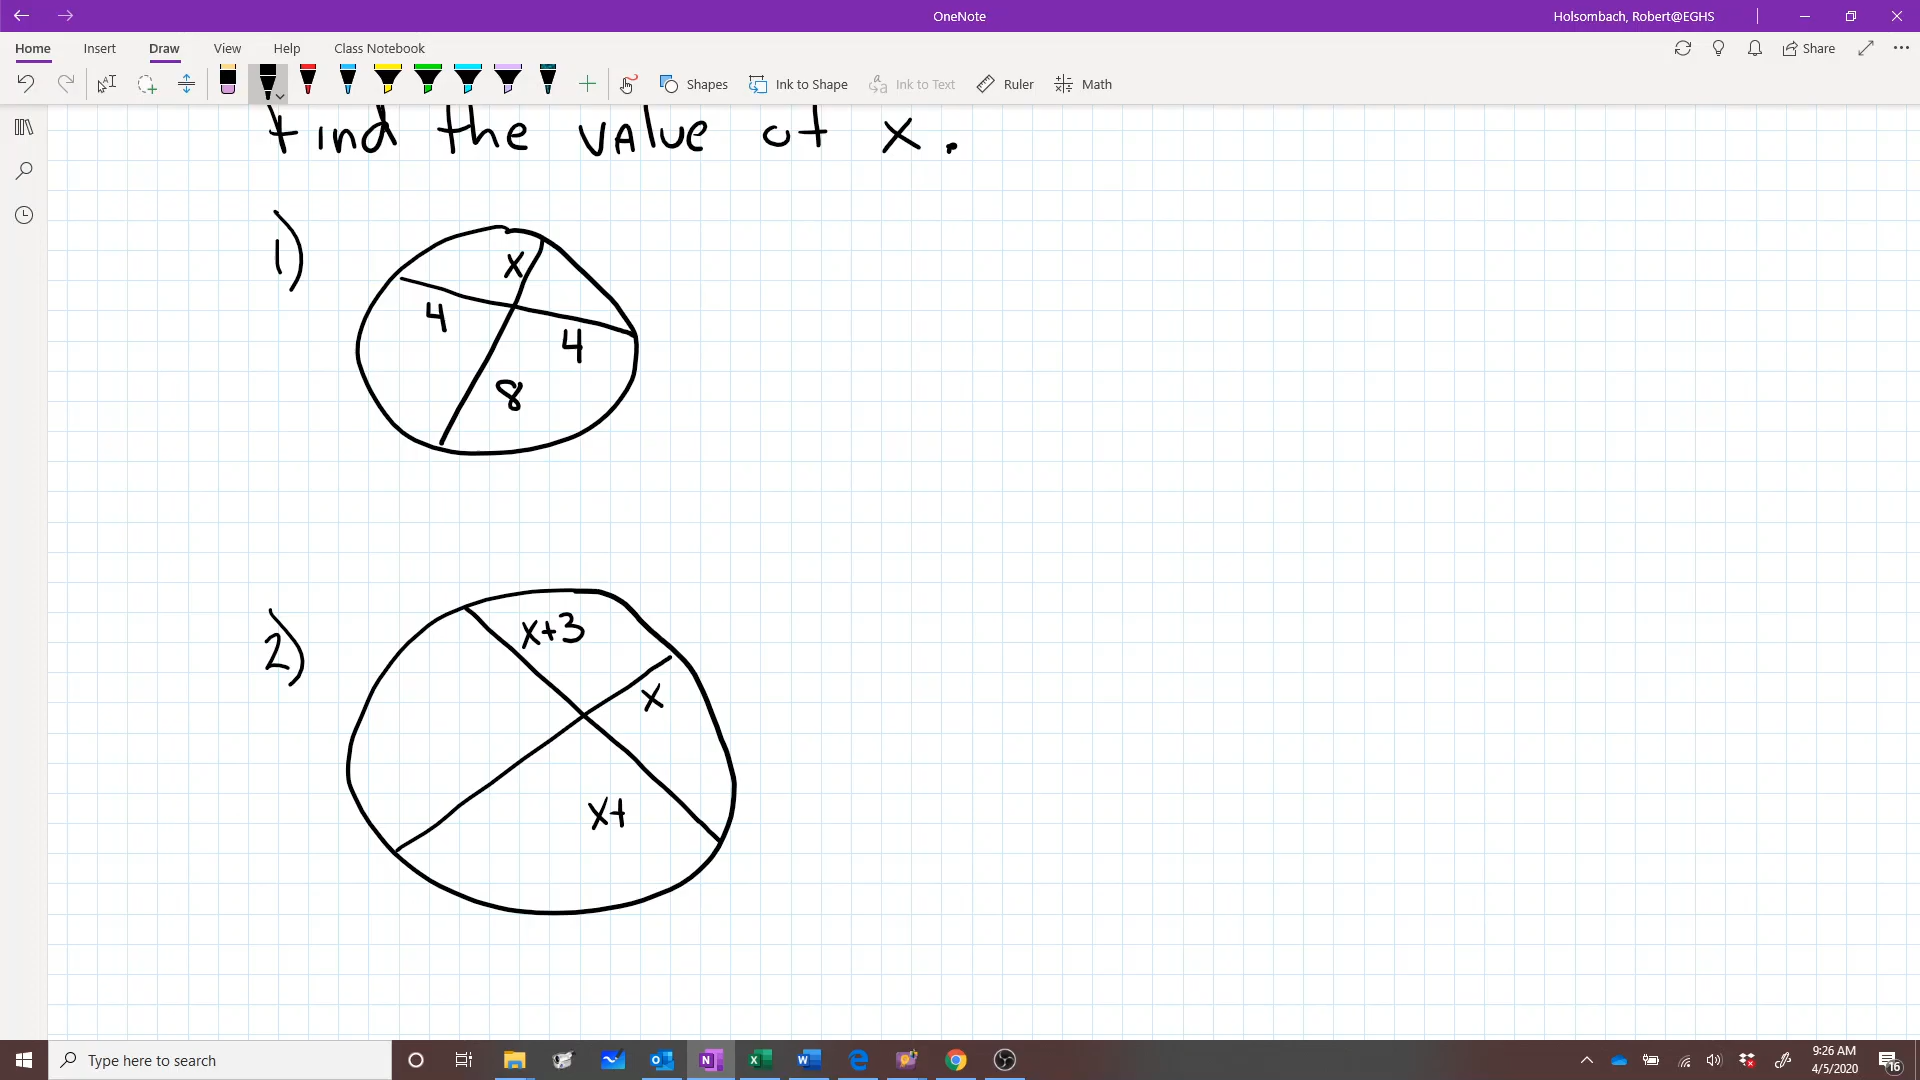 OneNote
Holsombach, Robert@EGHS
Home Insert Draw View Help Class Notebook
Share
Shapes Ink to Shape Ink to Text Ruler Math
find the value of x.
1)
x
4
4
8
2)
x+3
x
x+
Type here to search
9:26 AM
4/5/2020
16